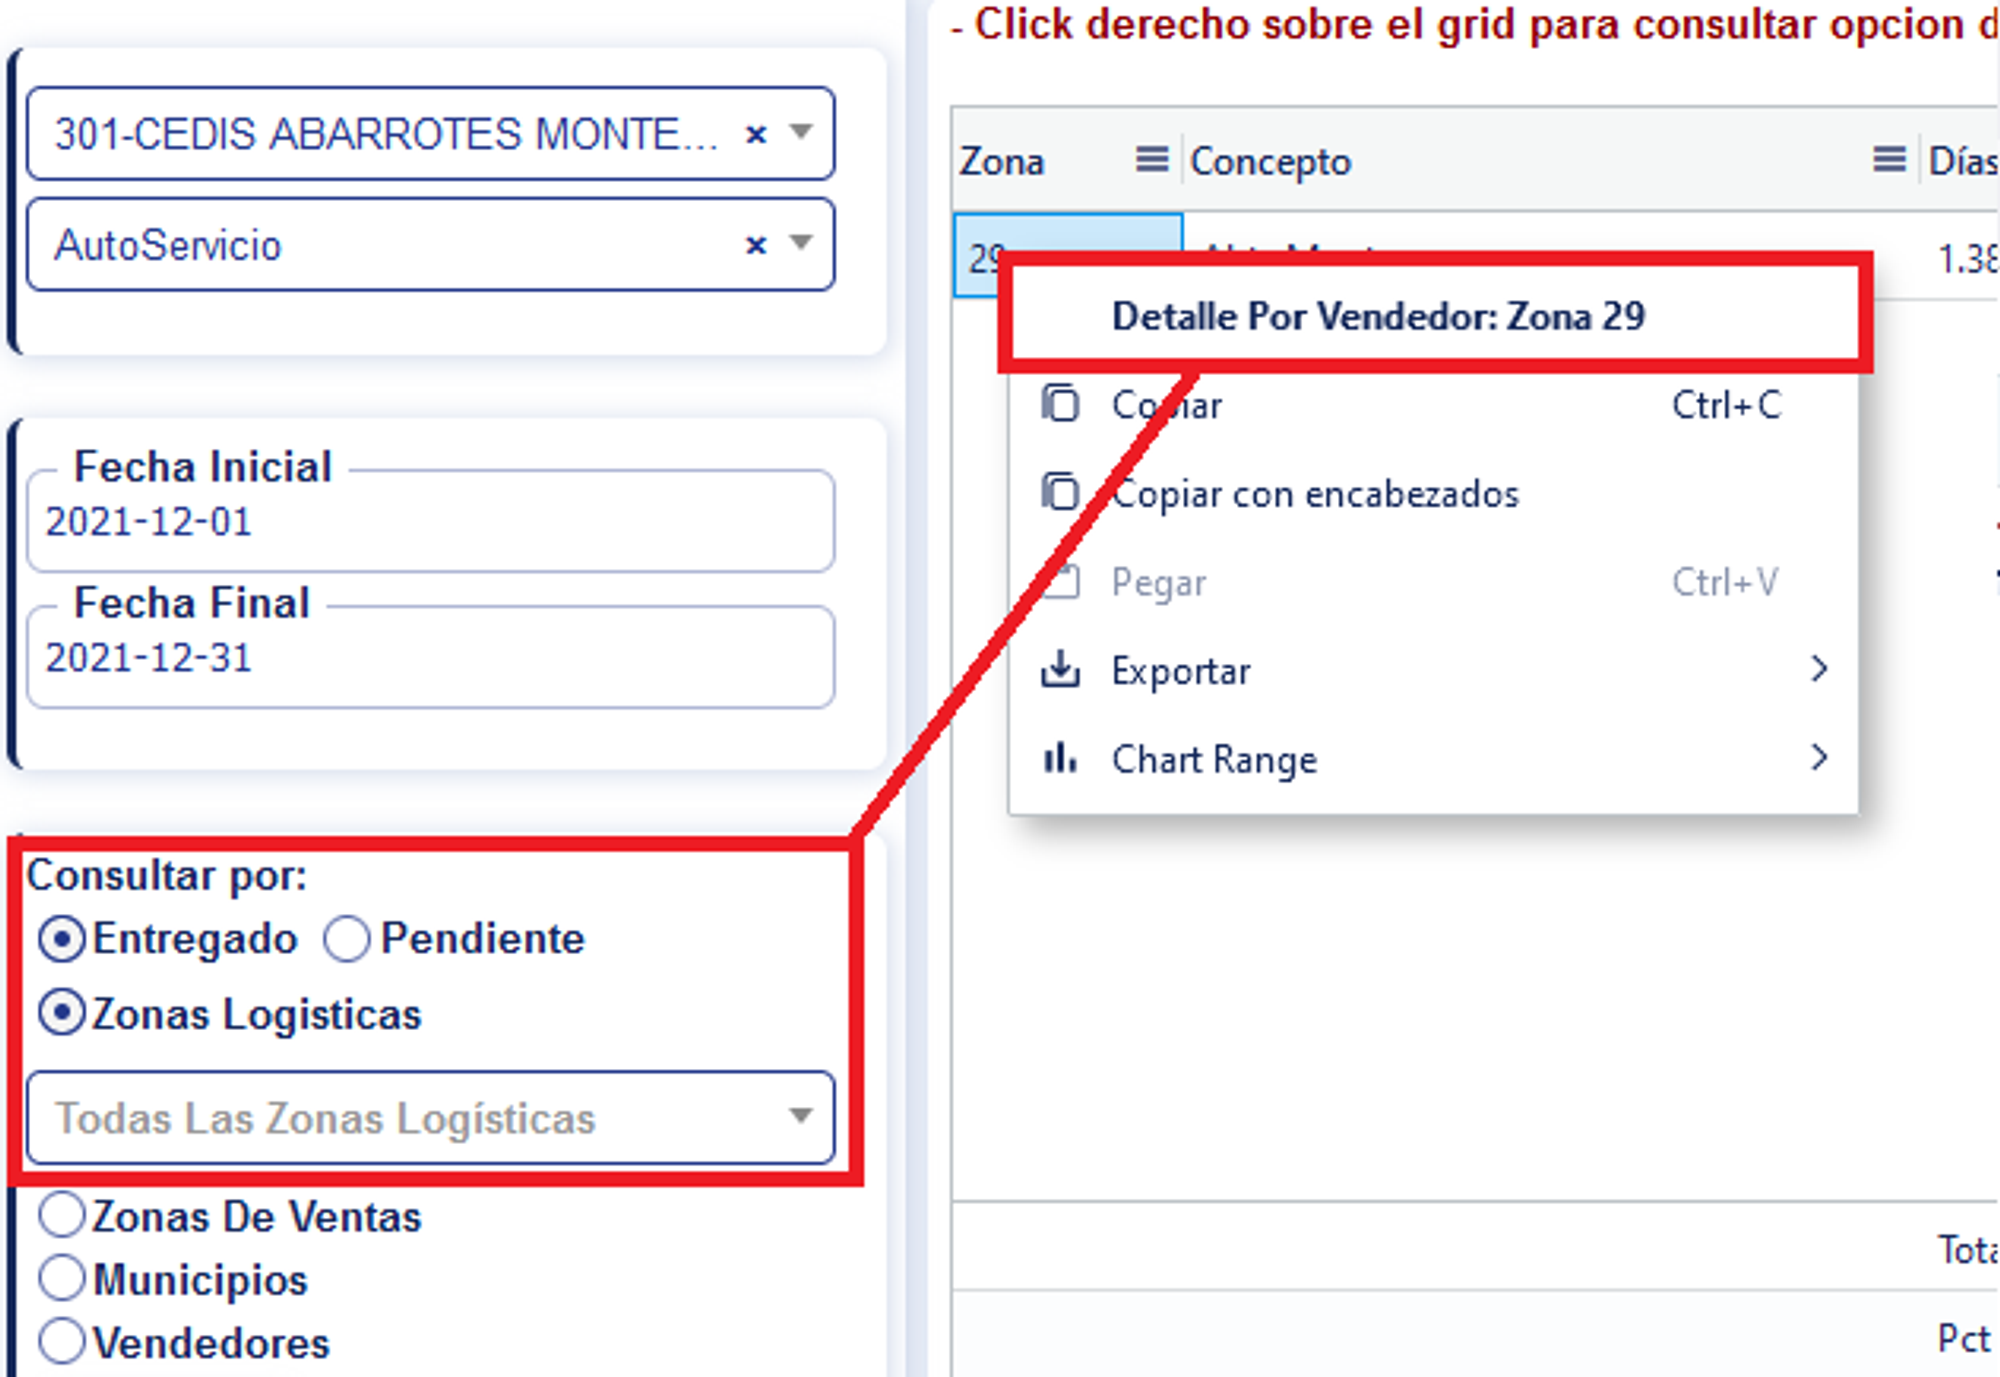 - Click derecho sobre el grid para consultar opcion d
301-CEDIS ABARROTES MONTE...
AutoServicio
Fecha Inicial
2021-12-01
Fecha Final
2021-12-31
Consultar por:
Entregado Pendiente
Zonas Logisticas
Todas Las Zonas Logísticas
Zonas De Ventas
Municipios
Vendedores
Zona Concepto Días
29 1.38
Detalle Por Vendedor: Zona 29
Copiar Ctrl+C
Copiar con encabezados
Pegar Ctrl+V
Exportar
Chart Range
Tota
Pct